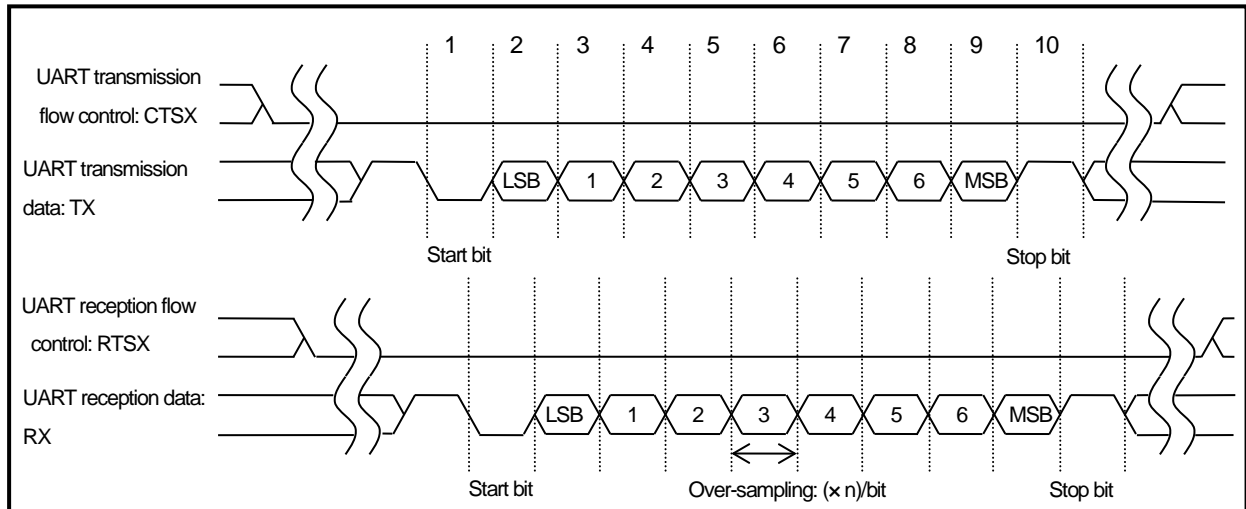 1 2 3 4 5 6 7 8 9 10
UART transmission
flow control: CTSX
UART transmission
data: TX
LSB 1 2 3 4 5 6 MSB
Start bit Stop bit
UART reception flow
control: RTSX
UART reception data:
RX
LSB 1 2 3 4 5 6 MSB
Start bit Over-sampling: (× n)/bit Stop bit